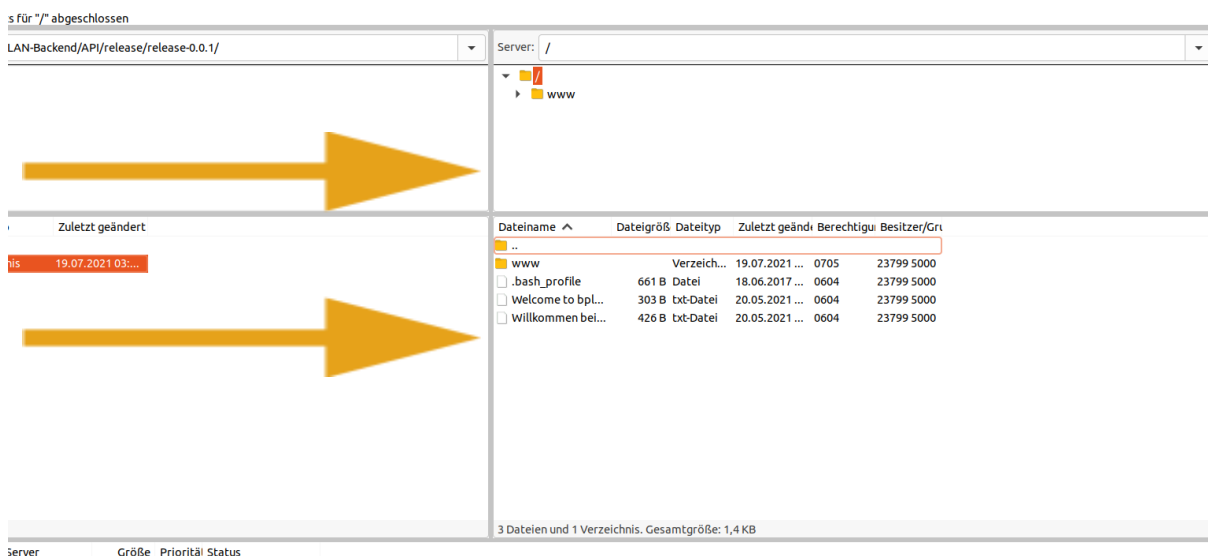 s für "/" abgeschlossen
LAN-Backend/API/release/release-0.0.1/
Server: /
/
www
Zuletzt geändert
nis 19.07.2021 03:...
Dateiname Dateigröß Dateityp Zuletzt geände Berechtigu Besitzer/Gru
..
www Verzeich... 19.07.2021 ... 0705 23799 5000
.bash_profile 661 B Datei 18.06.2017 ... 0604 23799 5000
Welcome to bpl... 303 B txt-Datei 20.05.2021 ... 0604 23799 5000
Willkommen bei... 426 B txt-Datei 20.05.2021 ... 0604 23799 5000
3 Dateien und 1 Verzeichnis. Gesamtgröße: 1,4 KB
Server Größe Priorität Status